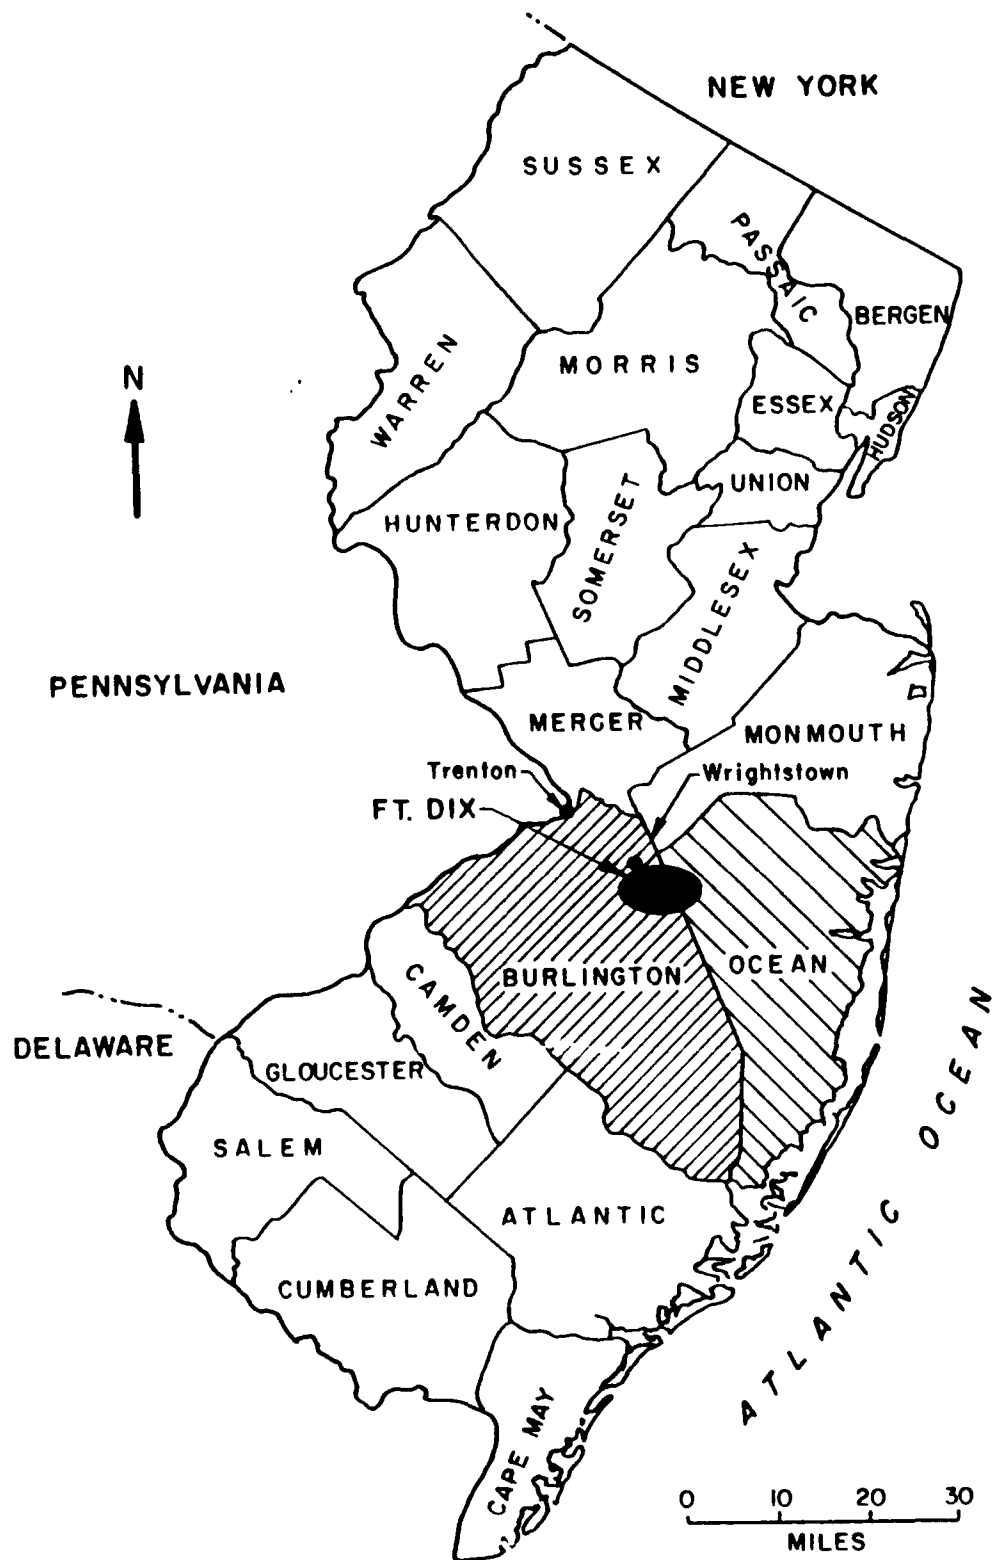 NEW YORK
SUSSEX
PASSAIC
BERGEN
WARREN
MORRIS
ESSEX
HUDSON
N
UNION
HUNTERDON
SOMERSET
MIDDLESEX
PENNSYLVANIA
MERCER
MONMOUTH
Trenton
Wrightstown
FT. DIX
BURLINGTON
OCEAN
CAMDEN
DELAWARE
GLOUCESTER
SALEM
ATLANTIC
CUMBERLAND
CAPE MAY
ATLANTIC OCEAN
0 10 20 30
MILES